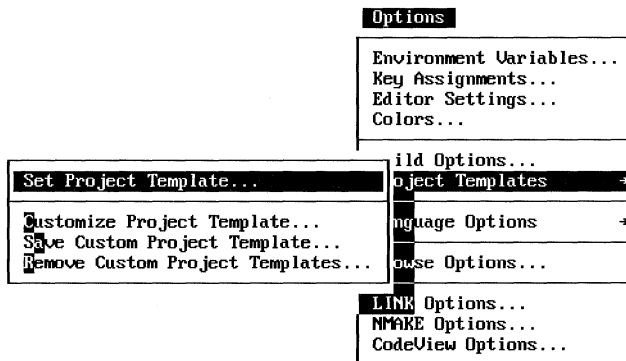 Options
Environment Variables...
Key Assignments...
Editor Settings...
Colors...
ild Options...
oject Templates →
nguage Options →
owse Options...
LINK Options...
NMAKE Options...
CodeView Options...
Set Project Template...
Customize Project Template...
Save Custom Project Template...
Remove Custom Project Templates...